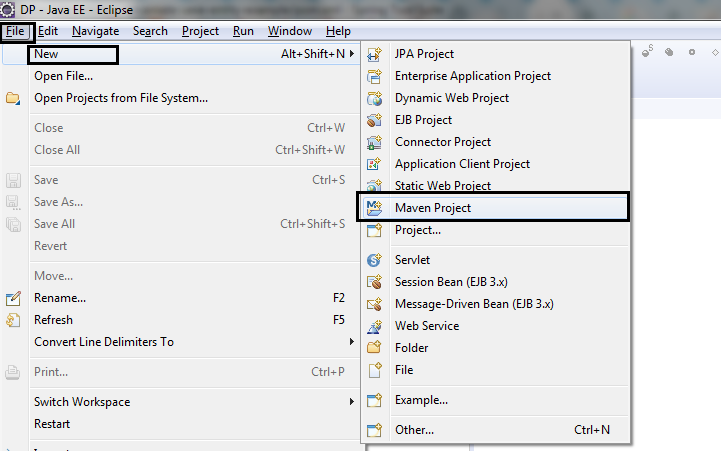 DP - Java EE - Eclipse
File Edit Navigate Search Project Run Window Help
New Alt+Shift+N
Open File...
Open Projects from File System...
Close Ctrl+W
Close All Ctrl+Shift+W
Save Ctrl+S
Save As...
Save All Ctrl+Shift+S
Revert
Move...
Rename... F2
Refresh F5
Convert Line Delimiters To
Print... Ctrl+P
Switch Workspace
Restart
JPA Project
Enterprise Application Project
Dynamic Web Project
EJB Project
Connector Project
Application Client Project
Static Web Project
Maven Project
Project...
Servlet
Session Bean (EJB 3.x)
Message-Driven Bean (EJB 3.x)
Web Service
Folder
File
Example...
Other... Ctrl+N